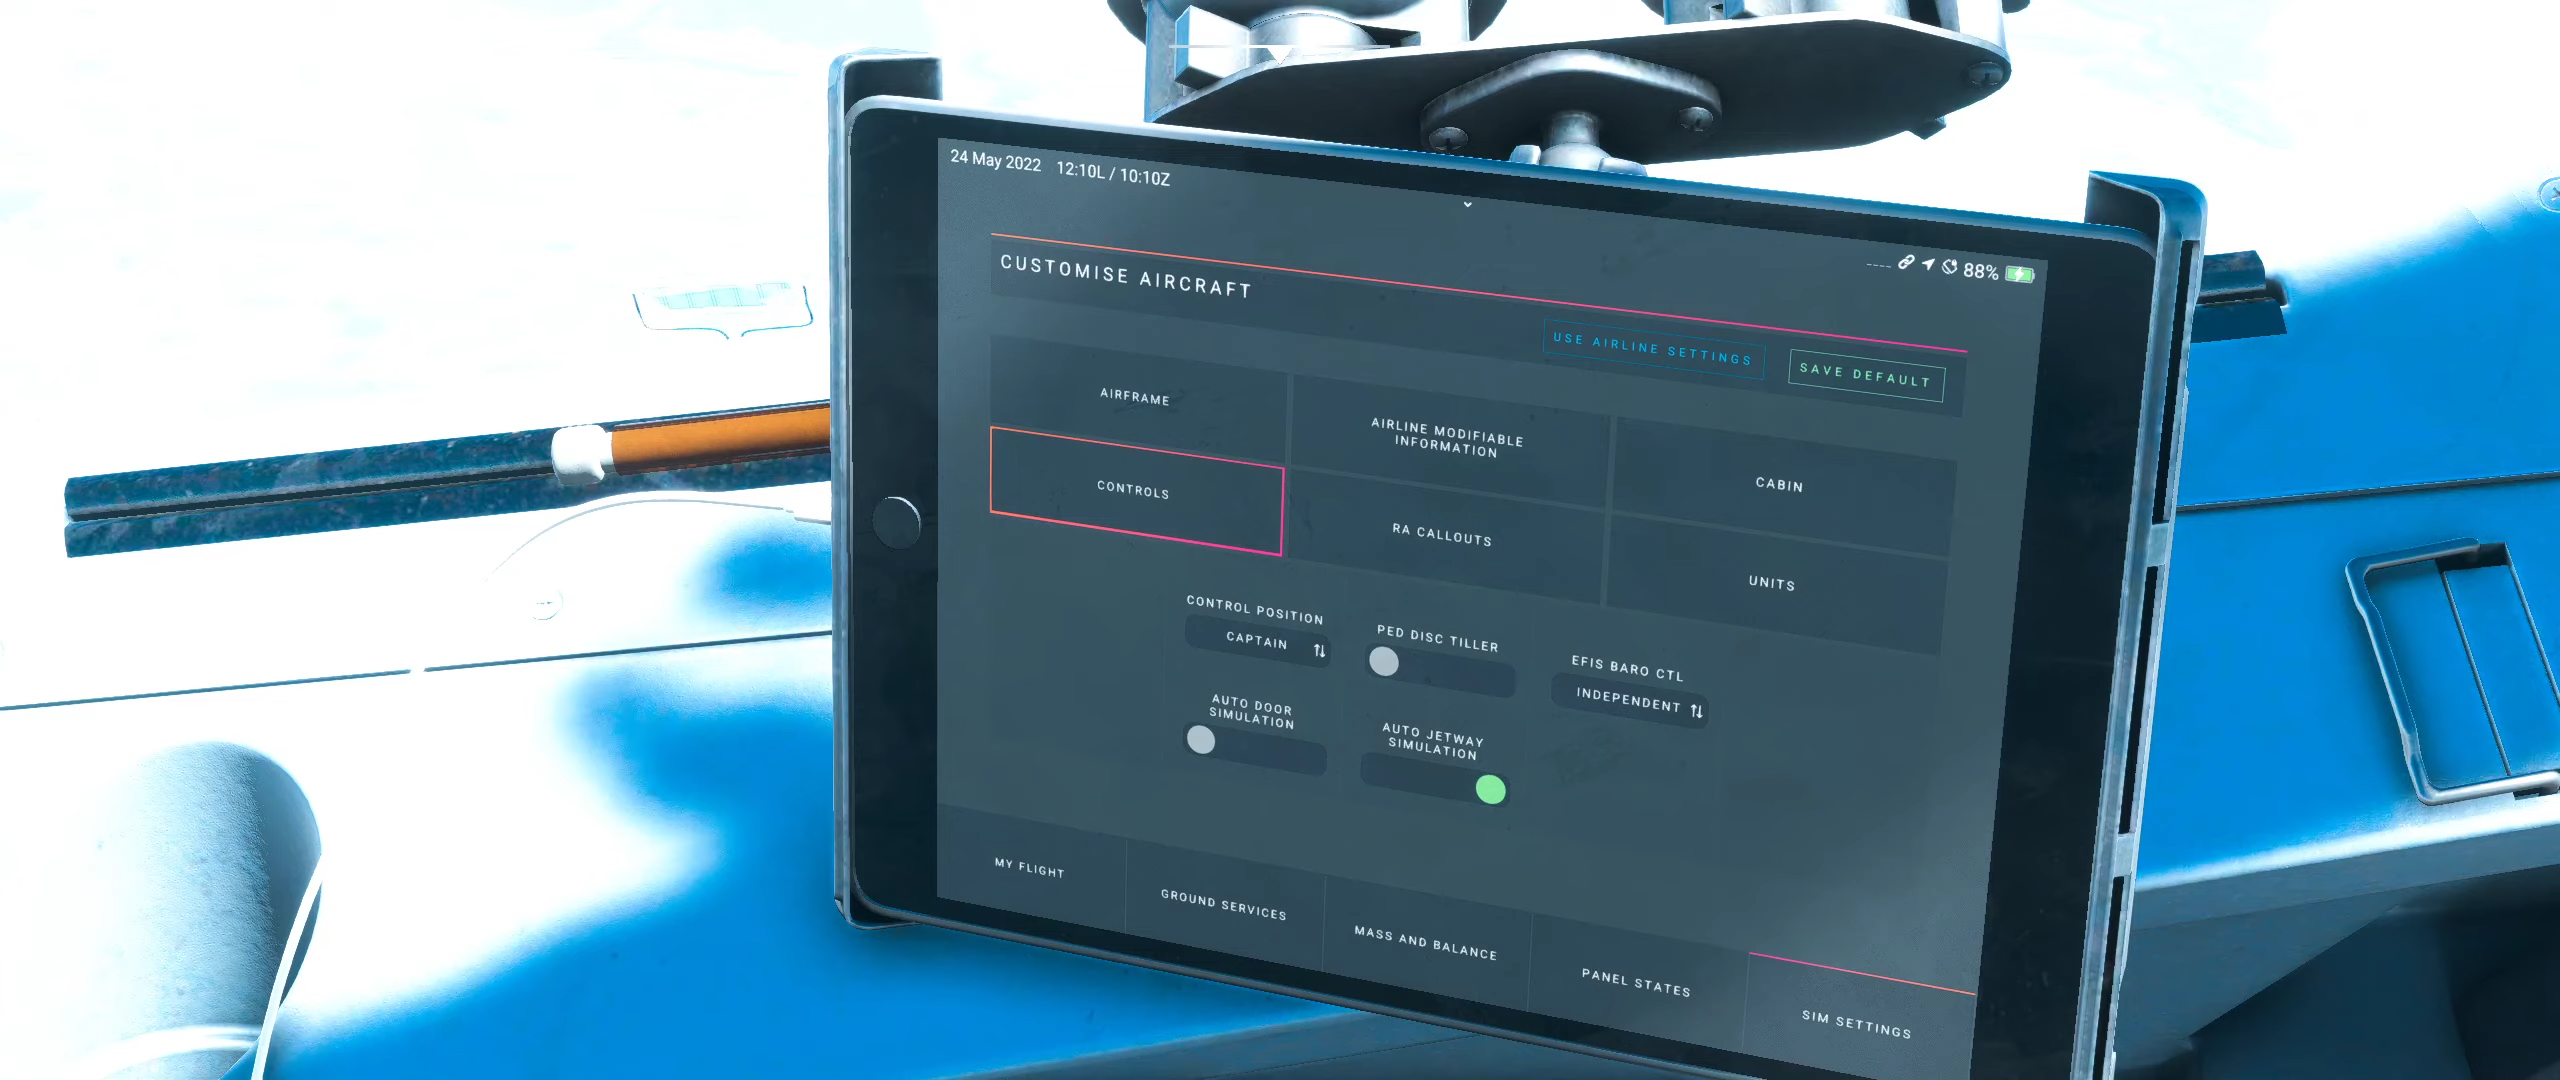 24 May 2022 12:10L / 10:10Z
88%
CUSTOMISE AIRCRAFT
USE AIRLINE SETTINGS
SAVE DEFAULT
AIRFRAME
AIRLINE MODIFIABLE
INFORMATION
CABIN
CONTROLS
RA CALLOUTS
UNITS
CONTROL POSITION
CAPTAIN
PED DISC TILLER
EFIS BARO CTL
INDEPENDENT
AUTO DOOR
SIMULATION
AUTO JETWAY
SIMULATION
MY FLIGHT
GROUND SERVICES
MASS AND BALANCE
PANEL STATES
SIM SETTINGS